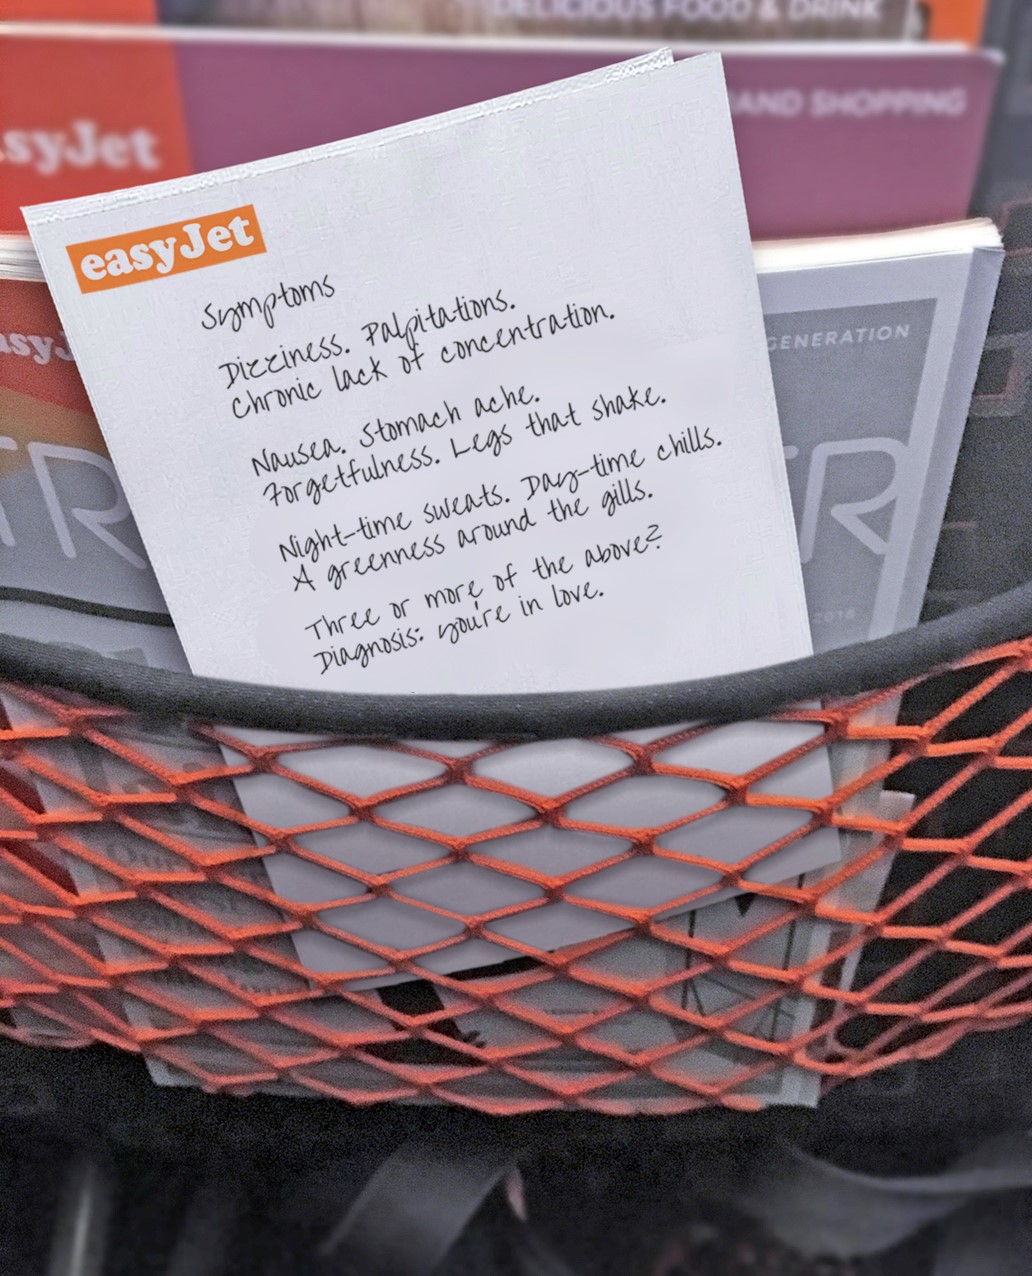 DELICIOUS FOOD & DRINK
syJet
AND SHOPPING
easyJet
Symptoms
Dizziness. Palpitations.
Chronic lack of concentration.
Nausea. Stomach ache.
Forgetfulness. Legs that shake.
Night-time sweats. Day-time chills.
A greenness around the gills.
Three or more of the above?
Diagnosis: you're in love.
GENERATION
TR
R